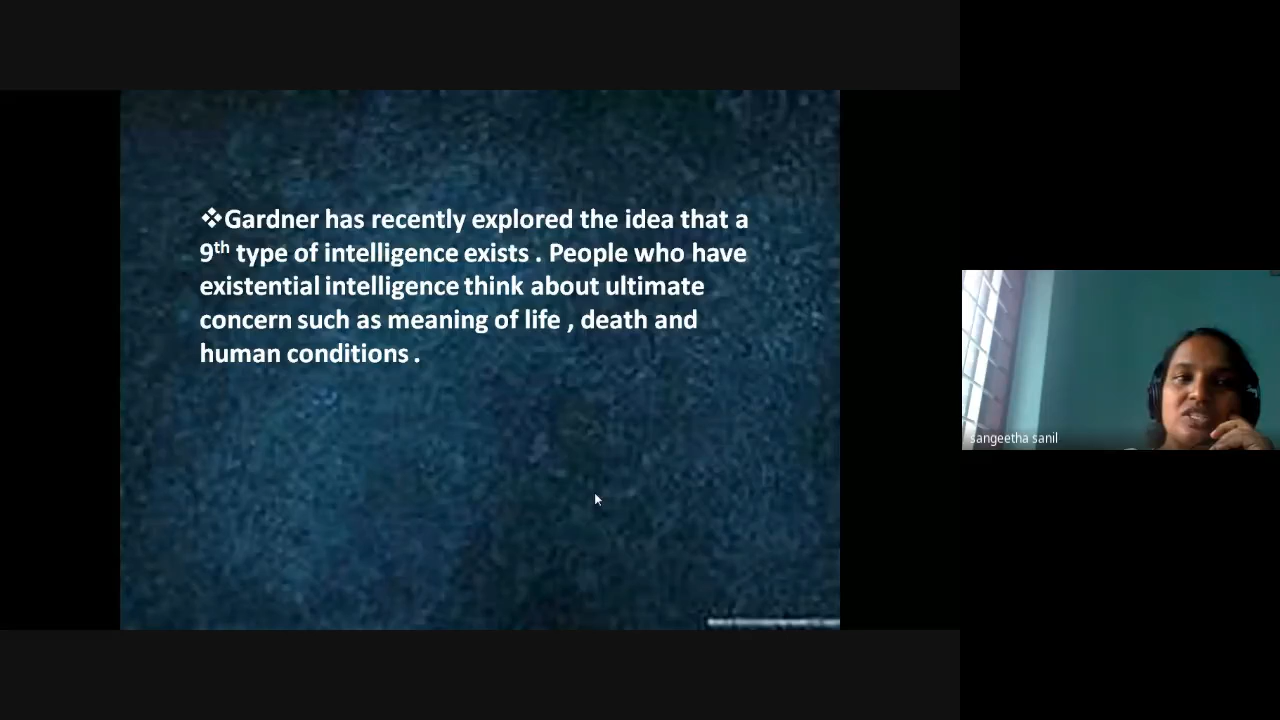 ❖Gardner has recently explored the idea that a
9th type of intelligence exists . People who have
existential intelligence think about ultimate
concern such as meaning of life , death and
human conditions .
sangeetha sanil